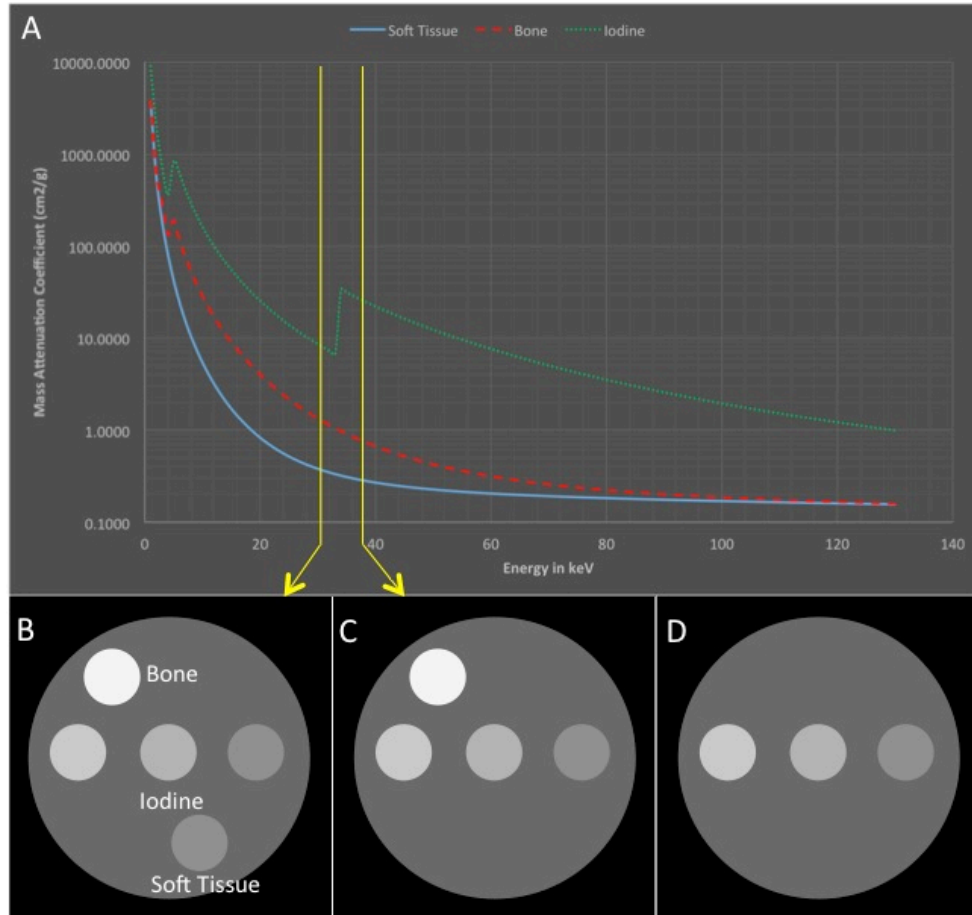 A
Soft Tissue Bone Iodine
10000.0000
1000.0000
100.0000
10.0000
1.0000
0.1000
Mass Attenuation Coefficient (cm2/g)
0 20 40 60 80 100 120 140
Energy in keV
B
Bone
Iodine
Soft Tissue
C
D